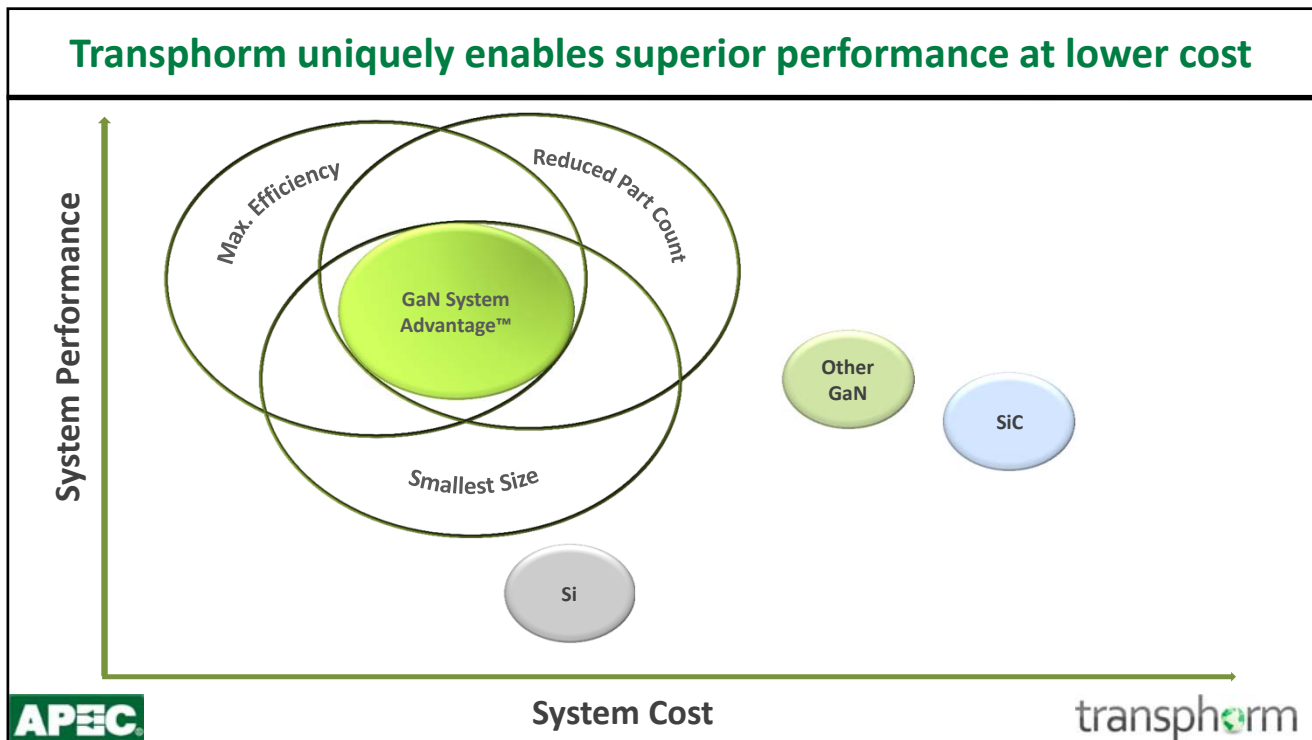 Transphorm uniquely enables superior performance at lower cost
System Performance
Max. Efficiency
Reduced Part Count
GaN System
Advantage™
Other
GaN
SiC
Smallest Size
Si
System Cost
APEC®
transphorm